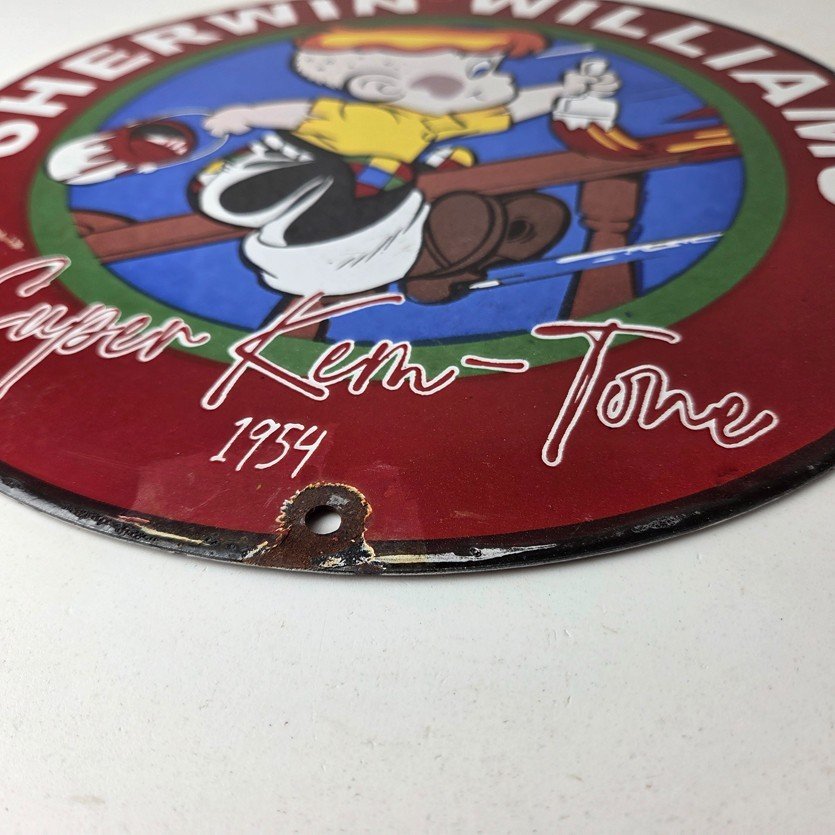 SHERWIN WILLIAMS
Super Kem-Tone
1954